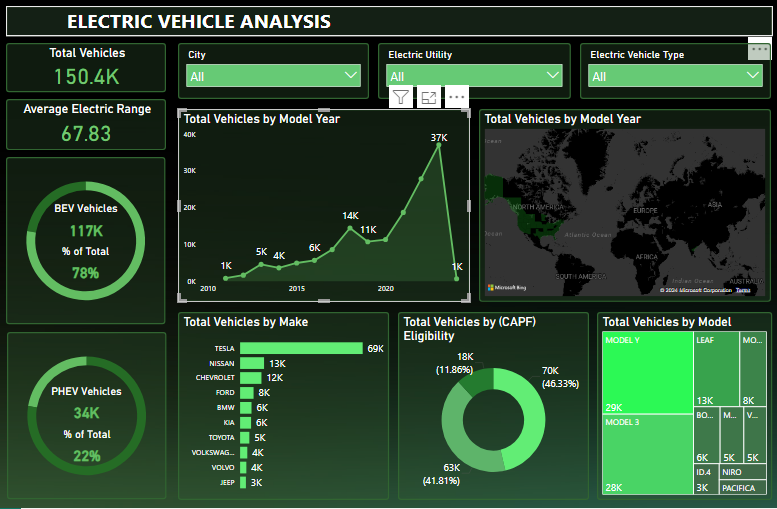 ELECTRIC VEHICLE ANALYSIS
Total Vehicles
150.4K
Average Electric Range
67.83
City
All
Electric Utility
All
Electric Vehicle Type
All
BEV Vehicles
117K
% of Total
78%
PHEV Vehicles
34K
% of Total
22%
Total Vehicles by Model Year
40K
30K
20K
10K
0K
1K
5K
4K
6K
14K
11K
37K
1K
2010
2015
2020
Total Vehicles by Model Year
Ocean
NORTH AMERICA
EUROPE
ASIA
Atlantic Ocean
AFRICA
SOUTH AMERICA
Indian Ocean
AUSTRALIA
Microsoft Bing
© 2024 Microsoft Corporation Terms
Total Vehicles by Make
TESLA 69K
NISSAN 13K
CHEVROLET 12K
FORD 8K
BMW 6K
KIA 6K
TOYOTA 5K
VOLKSWAG... 4K
VOLVO 4K
JEEP 3K
Total Vehicles by (CAPF)
Eligibility
18K
(11.86%)
70K
(46.33%)
63K
(41.81%)
Total Vehicles by Model
MODEL Y
29K
MODEL 3
28K
LEAF
13K
MO...
8K
BO...
6K
M...
5K
V...
5K
ID.4
3K
NIRO
PACIFICA